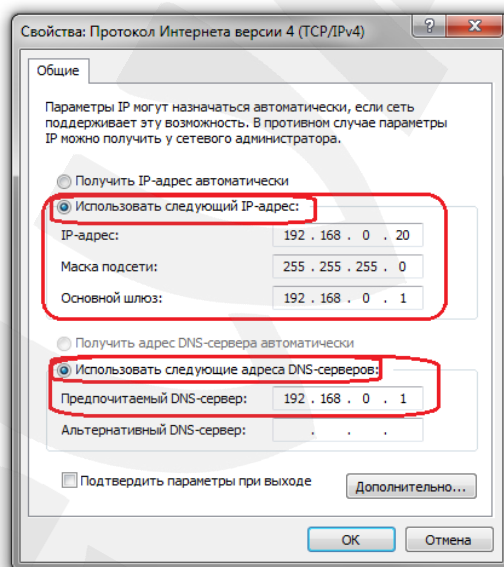 Свойства: Протокол Интернета версии 4 (TCP/IPv4)
Общие
Параметры IP могут назначаться автоматически, если сеть
поддерживает эту возможность. В противном случае параметры
IP можно получить у сетевого администратора.
Получить IP-адрес автоматически
Использовать следующий IP-адрес:
IP-адрес: 192 . 168 . 0 . 20
Маска подсети: 255 . 255 . 255 . 0
Основной шлюз: 192 . 168 . 0 . 1
Получить адрес DNS-сервера автоматически
Использовать следующие адреса DNS-серверов:
Предпочитаемый DNS-сервер: 192 . 168 . 0 . 1
Альтернативный DNS-сервер: . . .
Подтвердить параметры при выходе
Дополнительно...
ОК Отмена